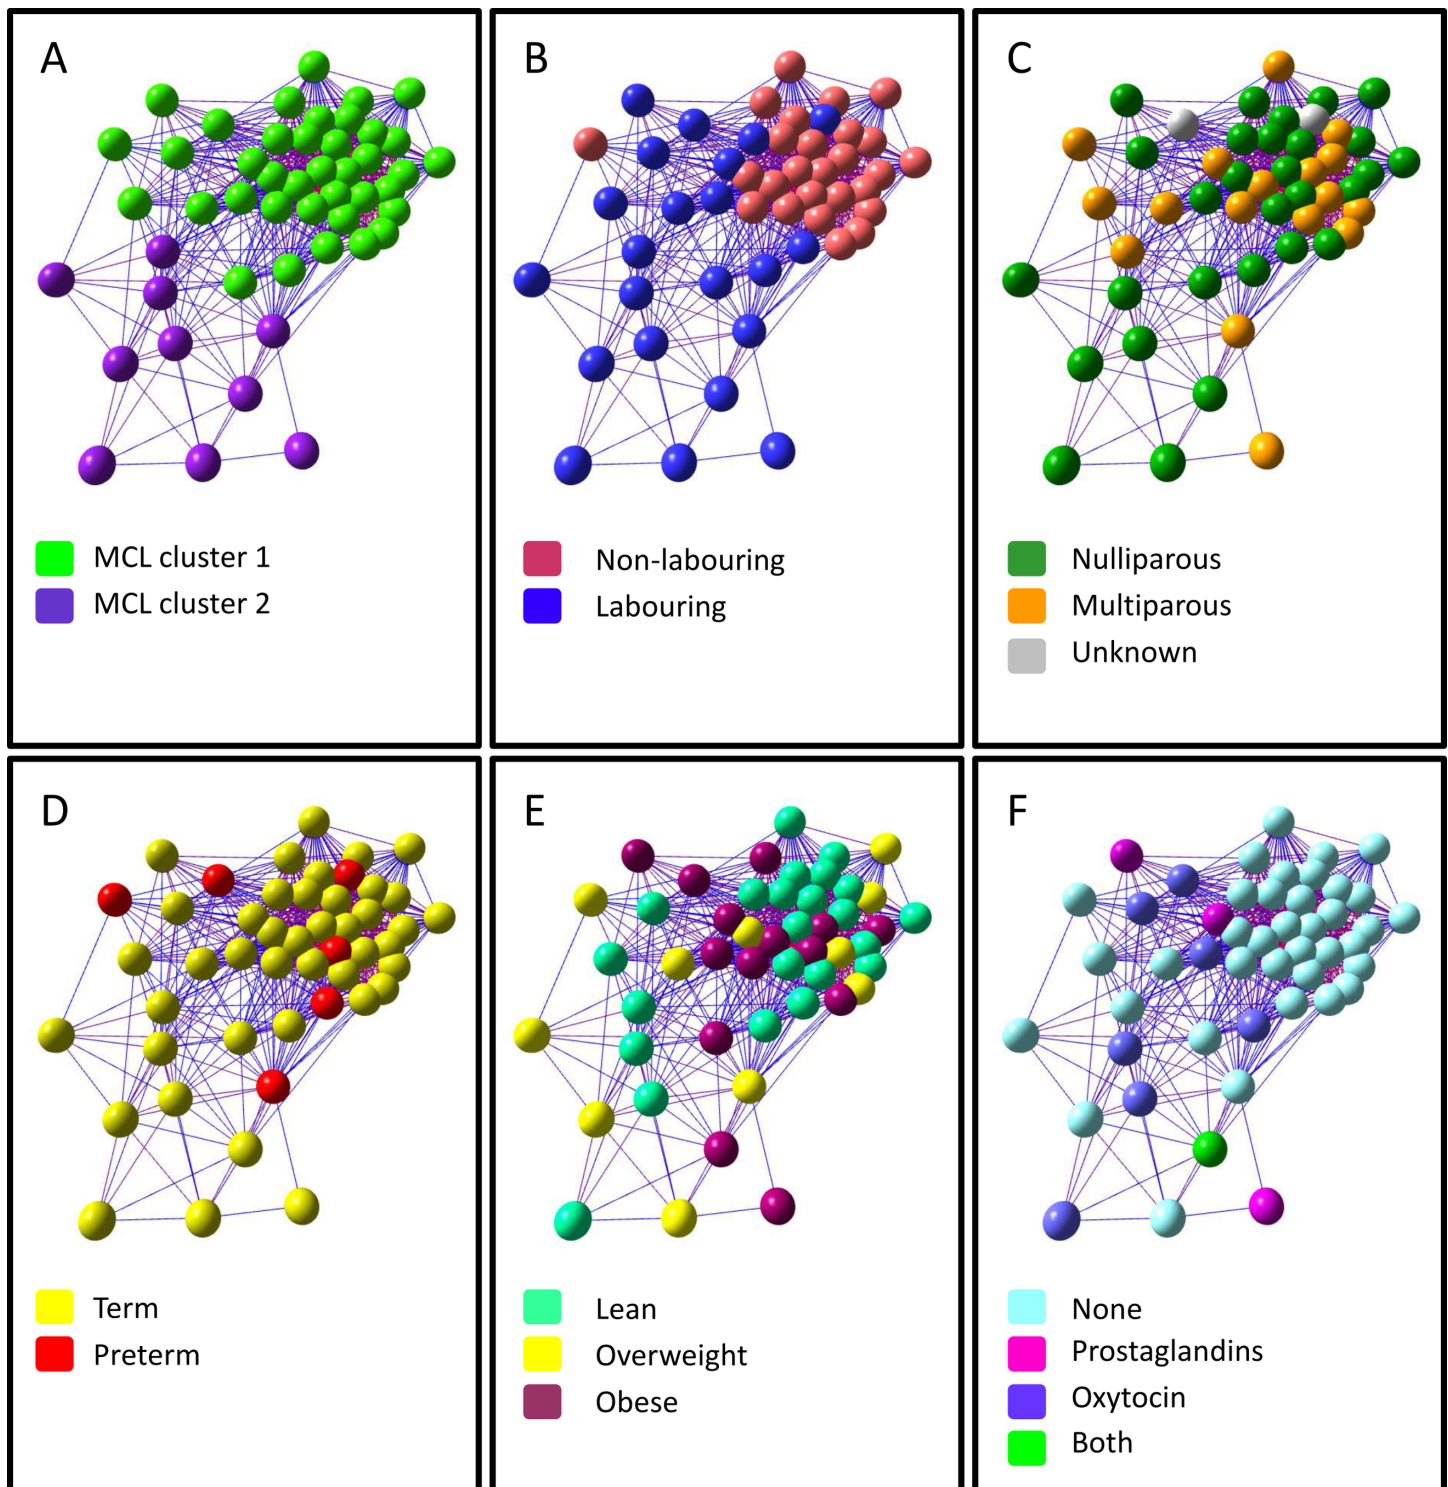 A
B
C
MCL cluster 1
MCL cluster 2
Non-labouring
Labouring
Nulliparous
Multiparous
Unknown
D
E
F
Term
Preterm
Lean
Overweight
Obese
None
Prostaglandins
Oxytocin
Both